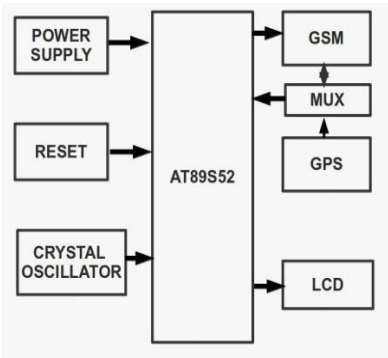 POWER
SUPPLY
GSM
MUX
RESET
GPS
AT89S52
CRYSTAL
OSCILLATOR
LCD